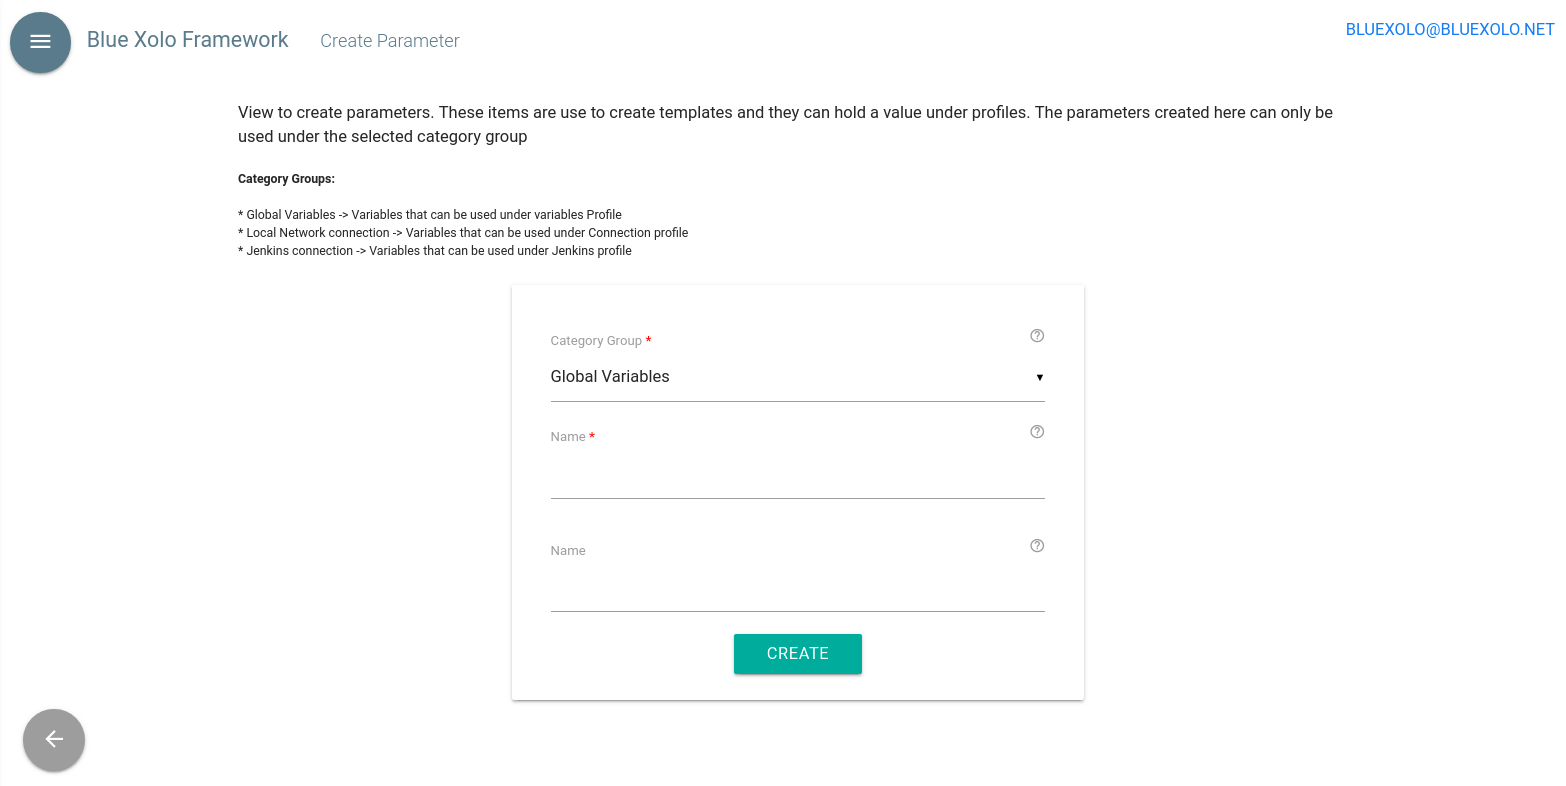 Blue Xolo Framework
Create Parameter
BLUEXOLO@BLUEXOLO.NET
View to create parameters. These items are use to create templates and they can hold a value under profiles. The parameters created here can only be
used under the selected category group
Category Groups:
* Global Variables -> Variables that can be used under variables Profile
* Local Network connection -> Variables that can be used under Connection profile
* Jenkins connection -> Variables that can be used under Jenkins profile
Category Group *
Global Variables
Name *
Name
CREATE